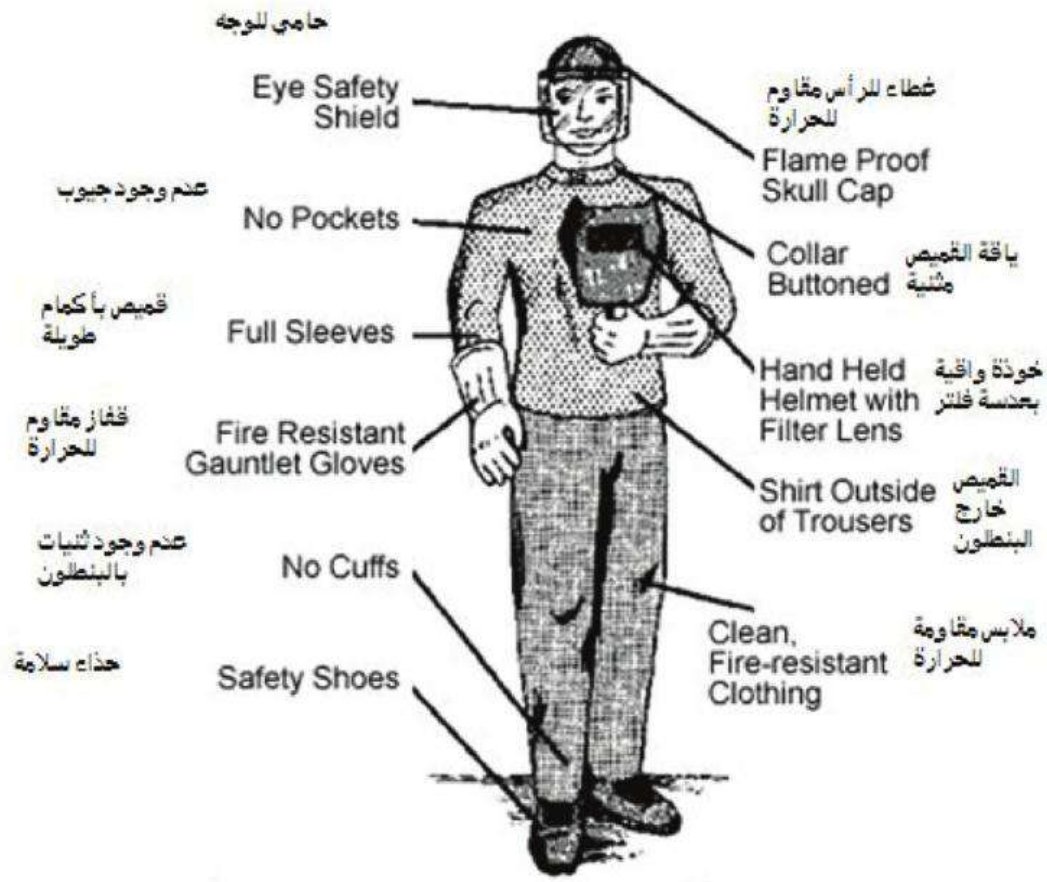 حامي للوجه
Eye Safety
Shield
عدم وجود جيوب
No Pockets
قميص بأكمام
طويلة
Full Sleeves
قفاز مقاوم
للحرارة
Fire Resistant
Gauntlet Gloves
عدم وجود ثنيات
بالبنطلون
No Cuffs
حذاء سلامة
Safety Shoes
غطاء للرأس مقاوم
للحرارة
Flame Proof
Skull Cap
Collar
Buttoned
ياقة القميص
مثنية
Hand Held
Helmet with
Filter Lens
خوذة واقية
بعدسة فلتر
Shirt Outside
of Trousers
القميص
خارج
البنطلون
Clean,
Fire-resistant
Clothing
ملابس مقاومة
للحرارة